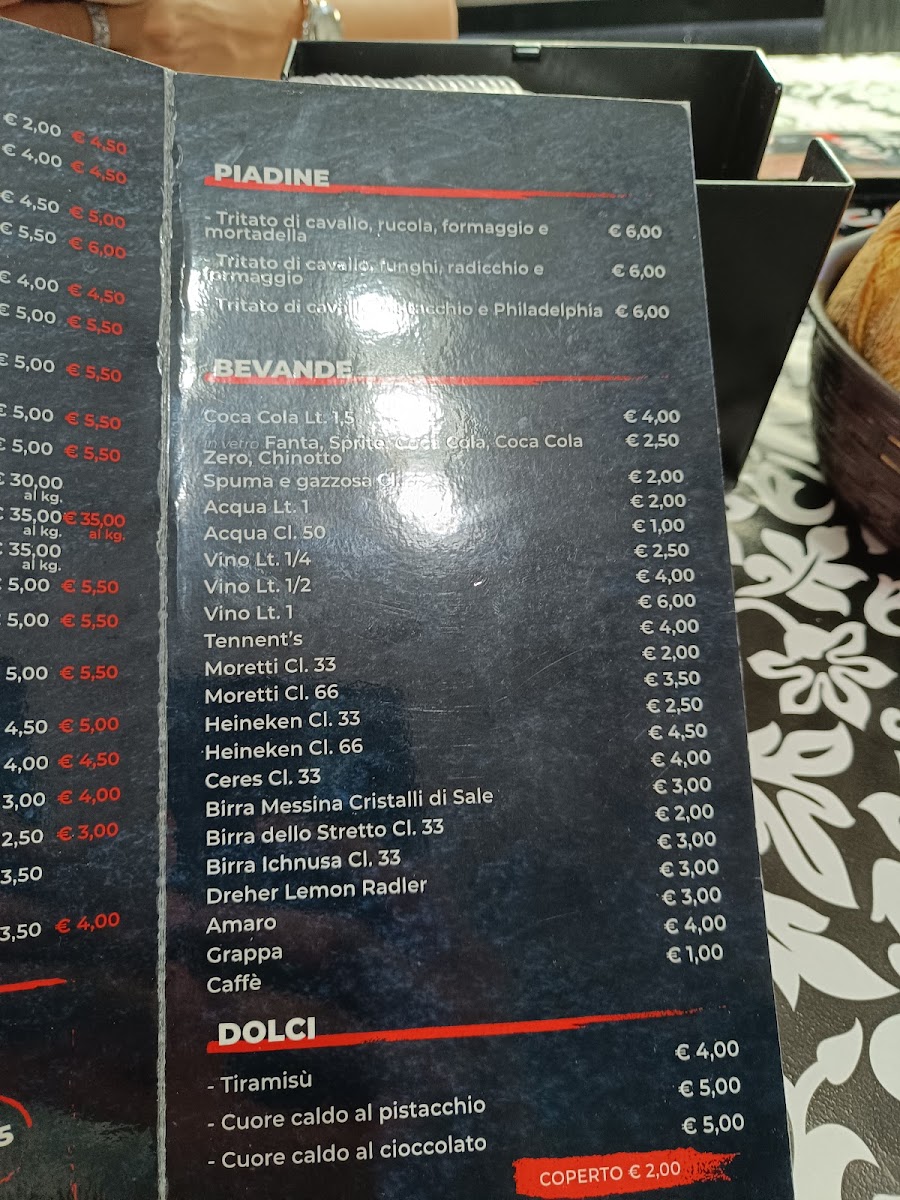 € 2,00 € 4,50
€ 4,00 € 4,50
€ 4,50 € 5,00
€ 5,50 € 6,00
€ 4,00 € 4,50
€ 5,00 € 5,50
€ 5,00 € 5,50
€ 5,00 € 5,50
€ 5,00 € 5,50
€ 30,00
al kg.
€ 35,00 € 35,00
al kg. al kg.
€ 35,00
al kg.
€ 5,00 € 5,50
€ 5,00 € 5,50
5,00 € 5,50
4,50 € 5,00
4,00 € 4,50
3,00 € 4,00
2,50 € 3,00
3,50
3,50 € 4,00
PIADINE
- Tritato di cavallo, rucola, formaggio e € 6,00
mortadella
- Tritato di cavallo, funghi, radicchio e € 6,00
formaggio
Tritato di e Philadelphia € 6,00
BEVANDE
Coca Cola Lt. 1,5 € 4,00
In vetro Fanta, Sprite, Coca Cola, Coca Cola € 2,50
Zero, Chinotto
Spuma e gazzosa € 2,00
Acqua Lt. 1 € 2,00
Acqua Cl. 50 € 1,00
Vino Lt. 1/4 € 2,50
Vino Lt. 1/2 € 4,00
Vino Lt. 1 € 6,00
Tennent's € 4,00
Moretti Cl. 33 € 2,00
Moretti Cl. 66 € 3,50
Heineken Cl. 33 € 2,50
Heineken Cl. 66 € 4,50
Ceres Cl. 33 € 4,00
Birra Messina Cristalli di Sale € 3,00
Birra dello Stretto Cl. 33 € 2,00
Birra Ichnusa Cl. 33 € 3,00
Dreher Lemon Radler € 3,00
Amaro € 3,00
Grappa € 4,00
Caffè € 1,00
DOLCI
- Tiramisù € 4,00
- Cuore caldo al pistacchio € 5,00
- Cuore caldo al cioccolato € 5,00
COPERTO € 2,00